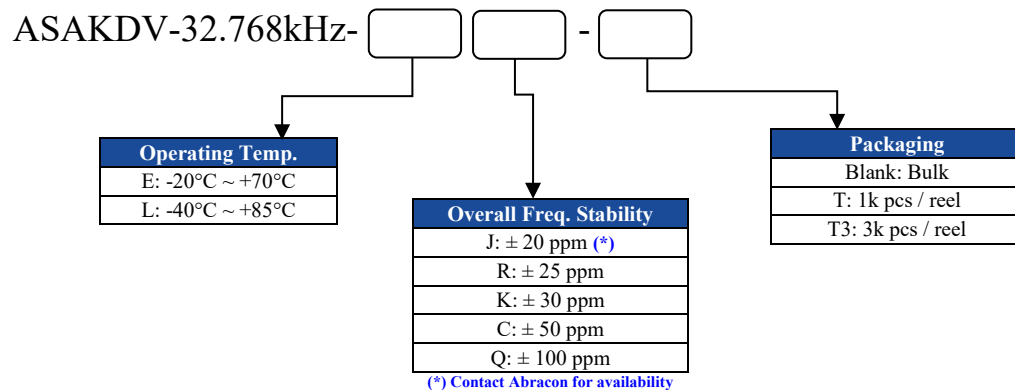 ASAKDV-32.768kHz- -
Operating Temp.
E: -20°C ~ +70°C
L: -40°C ~ +85°C
Overall Freq. Stability
J: ± 20 ppm (*)
R: ± 25 ppm
K: ± 30 ppm
C: ± 50 ppm
Q: ± 100 ppm
(*) Contact Abracon for availability
Packaging
Blank: Bulk
T: 1k pcs / reel
T3: 3k pcs / reel